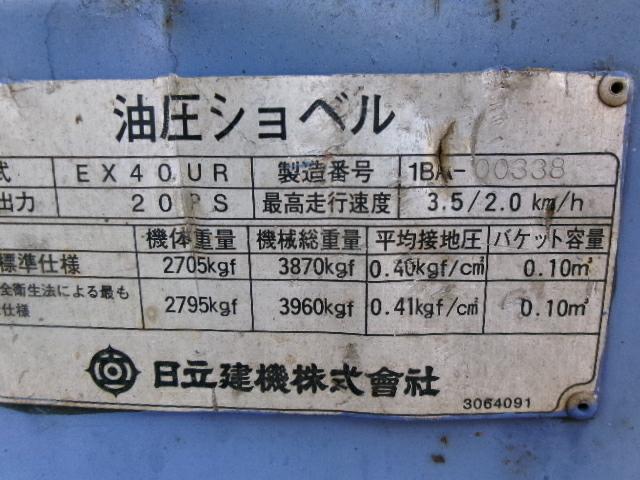 油圧ショベル
式 EX40UR 製造番号 1BA-00338
出力 20PS 最高走行速度 3.5/2.0 km/h
機体重量 機械総重量 平均接地圧 バケット容量
標準仕様 2705kgf 3870kgf 0.40kgf/cm² 0.10m³
全衛生法による最も
仕様 2795kgf 3960kgf 0.41kgf/cm² 0.10m³
日立建機株式會社
3064091